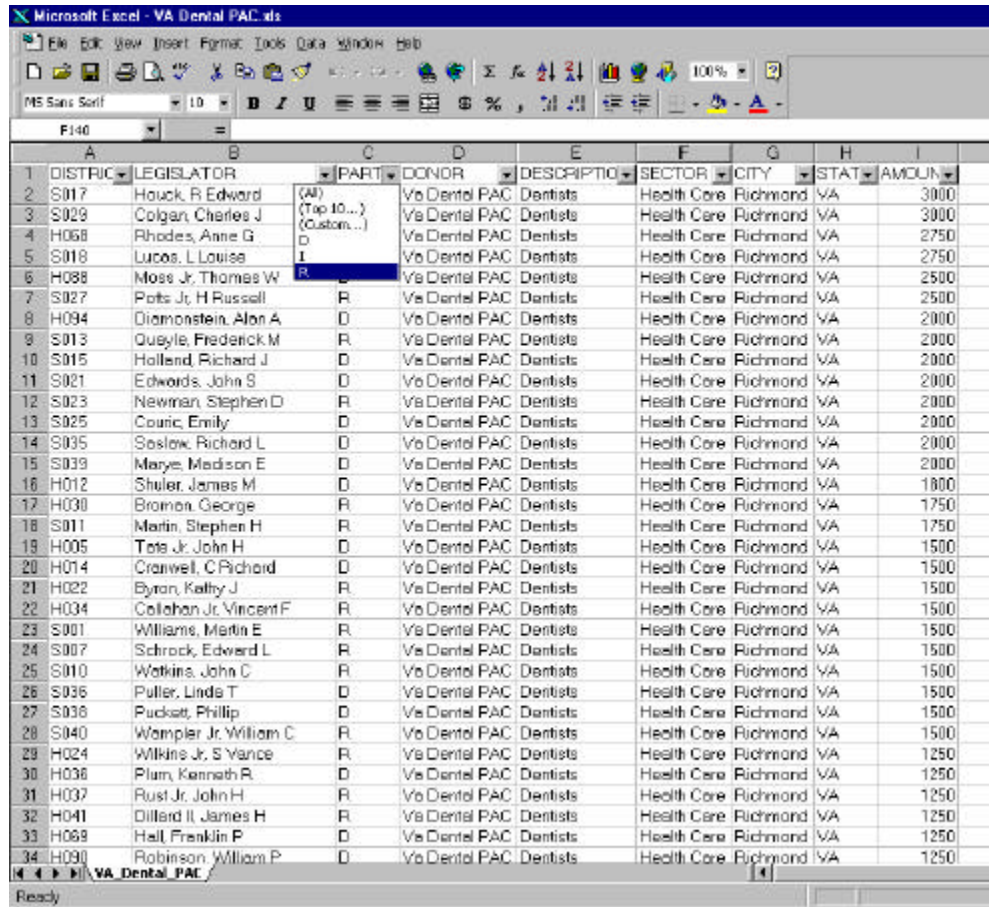 Microsoft Excel - VA Dental PAC.xls
File Edit View Insert Format Tools Data Window Help
100%
MS Sans Serif 10 B I U $ % ,
F140 =
A B C D E F G H I
1 DISTRIC LEGISLATOR PART DONOR DESCRIPTIO SECTOR CITY STAT AMOUN
2 S017 Houck, R Edward (All) Va Dental PAC Dentists Health Care Richmond VA 3000
3 S029 Colgan, Charles J (Top 10...) Va Dental PAC Dentists Health Care Richmond VA 3000
4 H068 Rhodes, Anne G (Custom...) D Va Dental PAC Dentists Health Care Richmond VA 2750
5 S018 Lucas, L Louise I Va Dental PAC Dentists Health Care Richmond VA 2750
6 H088 Moss Jr, Thomas W R Va Dental PAC Dentists Health Care Richmond VA 2500
7 S027 Potts Jr, H Russell R Va Dental PAC Dentists Health Care Richmond VA 2500
8 H094 Diamonstein, Alan A D Va Dental PAC Dentists Health Care Richmond VA 2000
9 S013 Quayle, Frederick M R Va Dental PAC Dentists Health Care Richmond VA 2000
10 S015 Holland, Richard J D Va Dental PAC Dentists Health Care Richmond VA 2000
11 S021 Edwards, John S D Va Dental PAC Dentists Health Care Richmond VA 2000
12 S023 Newman, Stephen D R Va Dental PAC Dentists Health Care Richmond VA 2000
13 S025 Couric, Emily D Va Dental PAC Dentists Health Care Richmond VA 2000
14 S035 Saslaw, Richard L D Va Dental PAC Dentists Health Care Richmond VA 2000
15 S039 Marye, Madison E D Va Dental PAC Dentists Health Care Richmond VA 2000
16 H012 Shuler, James M D Va Dental PAC Dentists Health Care Richmond VA 1800
17 H030 Broman, George R Va Dental PAC Dentists Health Care Richmond VA 1750
18 S011 Martin, Stephen H R Va Dental PAC Dentists Health Care Richmond VA 1750
19 H005 Tata Jr, John H D Va Dental PAC Dentists Health Care Richmond VA 1500
20 H014 Cranwell, C Richard D Va Dental PAC Dentists Health Care Richmond VA 1500
21 H022 Byron, Kathy J R Va Dental PAC Dentists Health Care Richmond VA 1500
22 H034 Callahan Jr, Vincent F R Va Dental PAC Dentists Health Care Richmond VA 1500
23 S001 Williams, Martin E R Va Dental PAC Dentists Health Care Richmond VA 1500
24 S007 Schrock, Edward L R Va Dental PAC Dentists Health Care Richmond VA 1500
25 S010 Watkins, John C R Va Dental PAC Dentists Health Care Richmond VA 1500
26 S036 Puller, Linda T D Va Dental PAC Dentists Health Care Richmond VA 1500
27 S038 Puckett, Phillip D Va Dental PAC Dentists Health Care Richmond VA 1500
28 S040 Wampler Jr, William C R Va Dental PAC Dentists Health Care Richmond VA 1500
29 H024 Wilkins Jr, S Vance R Va Dental PAC Dentists Health Care Richmond VA 1250
30 H036 Plum, Kenneth R D Va Dental PAC Dentists Health Care Richmond VA 1250
31 H037 Rust Jr, John H R Va Dental PAC Dentists Health Care Richmond VA 1250
32 H041 Dillard II, James H R Va Dental PAC Dentists Health Care Richmond VA 1250
33 H069 Hall, Franklin P D Va Dental PAC Dentists Health Care Richmond VA 1250
34 H090 Robinson, William P D Va Dental PAC Dentists Health Care Richmond VA 1250
VA_Dental_PAC
Ready